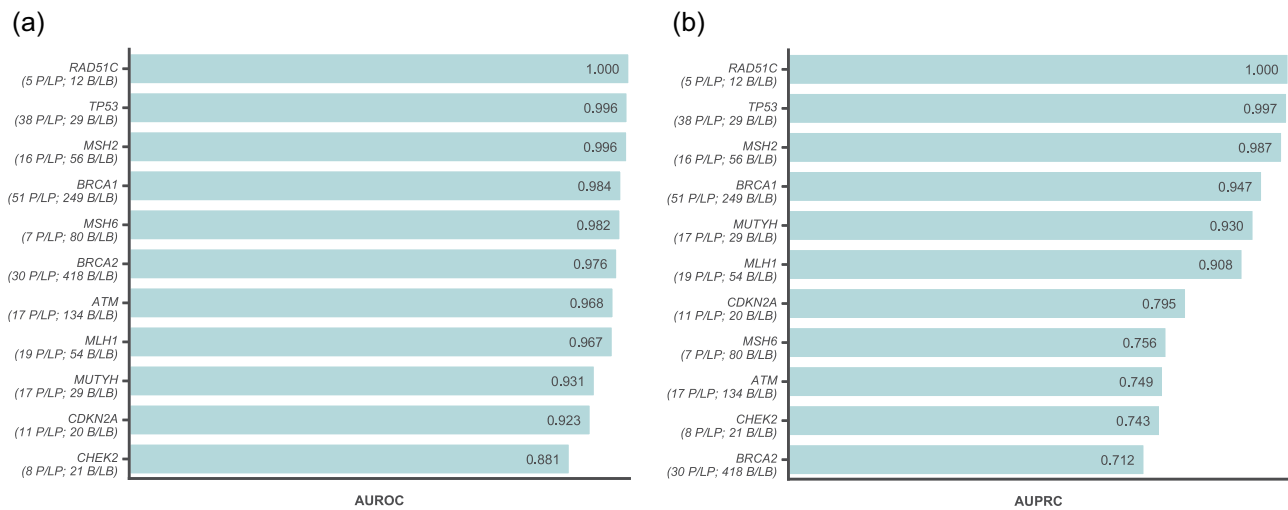 (a)
RAD51C
(5 P/LP; 12 B/LB)
1.000
TP53
(38 P/LP; 29 B/LB)
0.996
MSH2
(16 P/LP; 56 B/LB)
0.996
BRCA1
(51 P/LP; 249 B/LB)
0.984
MSH6
(7 P/LP; 80 B/LB)
0.982
BRCA2
(30 P/LP; 418 B/LB)
0.976
ATM
(17 P/LP; 134 B/LB)
0.968
MLH1
(19 P/LP; 54 B/LB)
0.967
MUTYH
(17 P/LP; 29 B/LB)
0.931
CDKN2A
(11 P/LP; 20 B/LB)
0.923
CHEK2
(8 P/LP; 21 B/LB)
0.881
AUROC
(b)
RAD51C
(5 P/LP; 12 B/LB)
1.000
TP53
(38 P/LP; 29 B/LB)
0.997
MSH2
(16 P/LP; 56 B/LB)
0.987
BRCA1
(51 P/LP; 249 B/LB)
0.947
MUTYH
(17 P/LP; 29 B/LB)
0.930
MLH1
(19 P/LP; 54 B/LB)
0.908
CDKN2A
(11 P/LP; 20 B/LB)
0.795
MSH6
(7 P/LP; 80 B/LB)
0.756
ATM
(17 P/LP; 134 B/LB)
0.749
CHEK2
(8 P/LP; 21 B/LB)
0.743
BRCA2
(30 P/LP; 418 B/LB)
0.712
AUPRC